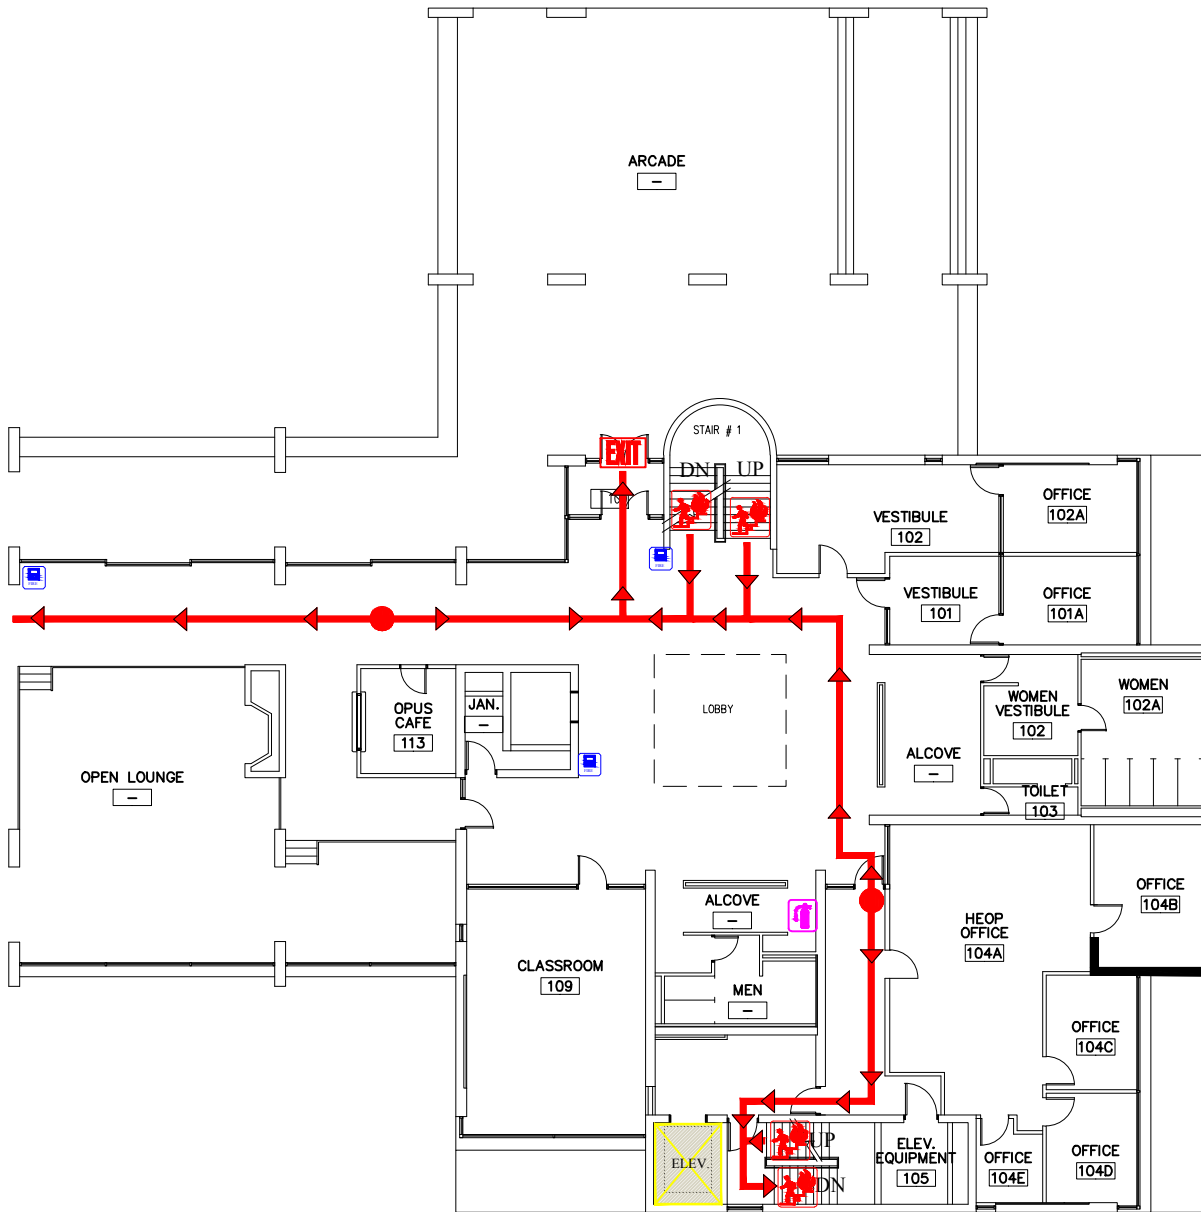 ARCADE
–
STAIR # 1
EXIT
DN UP
OFFICE
102A
VESTIBULE
102
VESTIBULE
101
OFFICE
101A
OPUS
CAFE
113
JAN.
–
LOBBY
WOMEN
VESTIBULE
102
WOMEN
102A
ALCOVE
–
OPEN LOUNGE
–
TOILET
103
ALCOVE
–
HEOP
OFFICE
104A
OFFICE
104B
CLASSROOM
109
MEN
–
OFFICE
104C
UP
ELEV.
ELEV.
EQUIPMENT
105
OFFICE
104E
OFFICE
104D
DN